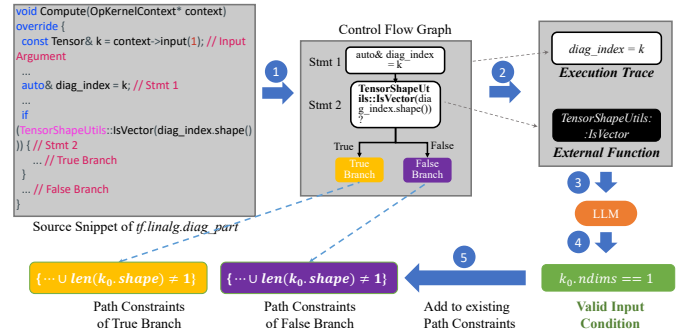 void Compute(OpKernelContext* context)
override {
const Tensor& k = context->input(1); // Input
Argument
...
auto& diag_index = k; // Stmt 1
...
if
(TensorShapeUtils::IsVector(diag_index.shape()
)) { // Stmt 2
... // True Branch
}
... // False Branch
}
Source Snippet of tf.linalg.diag_part
1
Control Flow Graph
Stmt 1
auto& diag_index
= k
Stmt 2
TensorShapeUt
ils::IsVector(dia
g_index.shape())
?
True
False
True
Branch
False
Branch
2
diag_index = k
Execution Trace
TensorShapeUtils:
:IsVector
External Function
3
LLM
4
k₀.ndims == 1
Valid Input
Condition
5
Add to existing
Path Constraints
{⋯ ∪ len(k₀.shape) ≠ 1}
Path Constraints
of False Branch
{⋯ ∪ len(k₀.shape) ≠ 1}
Path Constraints
of True Branch